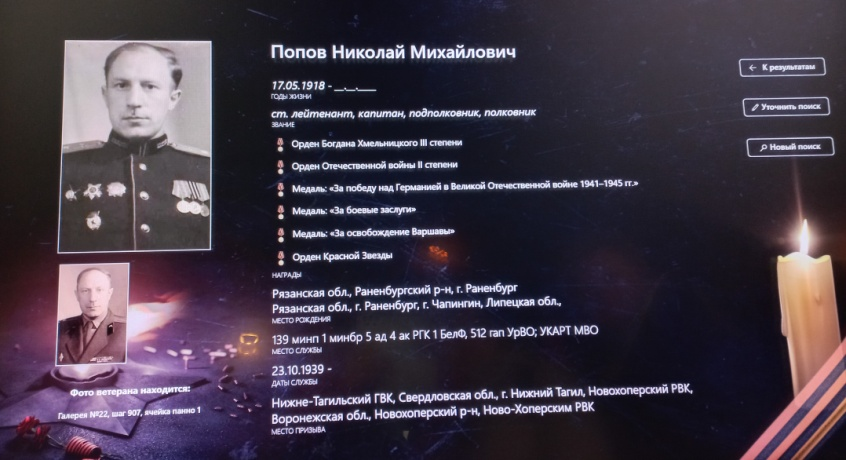 Попов Николай Михайлович
← К результатам
17.05.1918 - __.__.____
ГОДЫ ЖИЗНИ
Уточнить поиск
ст. лейтенант, капитан, подполковник, полковник
ЗВАНИЕ
Новый поиск
Орден Богдана Хмельницкого III степени
Орден Отечественной войны II степени
Медаль: «За победу над Германией в Великой Отечественной войне 1941–1945 гг.»
Медаль: «За боевые заслуги»
Медаль: «За освобождение Варшавы»
Орден Красной Звезды
НАГРАДЫ
Рязанская обл., Раненбургский р-н, г. Раненбург
Рязанская обл., г. Раненбург, г. Чапингин, Липецкая обл.,
МЕСТО РОЖДЕНИЯ
139 минп 1 минбр 5 ад 4 ак РГК 1 БелФ, 512 гап УрВО; УКАРТ МВО
МЕСТО СЛУЖБЫ
23.10.1939 -
ДАТЫ СЛУЖБЫ
Нижне-Тагильский ГВК, Свердловская обл., г. Нижний Тагил, Новохоперский РВК,
Воронежская обл., Новохоперский р-н, Ново-Хоперским РВК
МЕСТО ПРИЗЫВА
Фото ветерана находится:
Галерея №22, шаг 907, ячейка панно 1